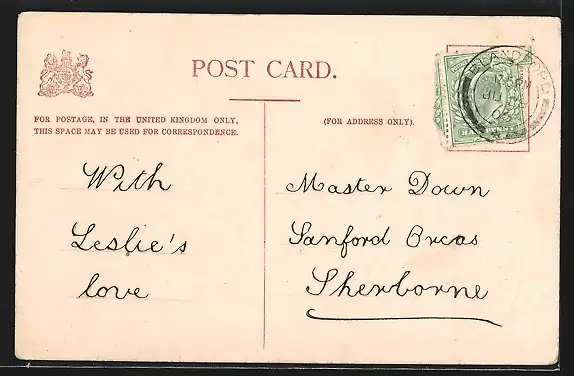 POST CARD.
FOR POSTAGE, IN THE UNITED KINGDOM ONLY,
THIS SPACE MAY BE USED FOR CORRESPONDENCE.
(FOR ADDRESS ONLY).
With
Leslie's
love
Master Down
Sanford Orcas
Sherborne
BLANDFORD